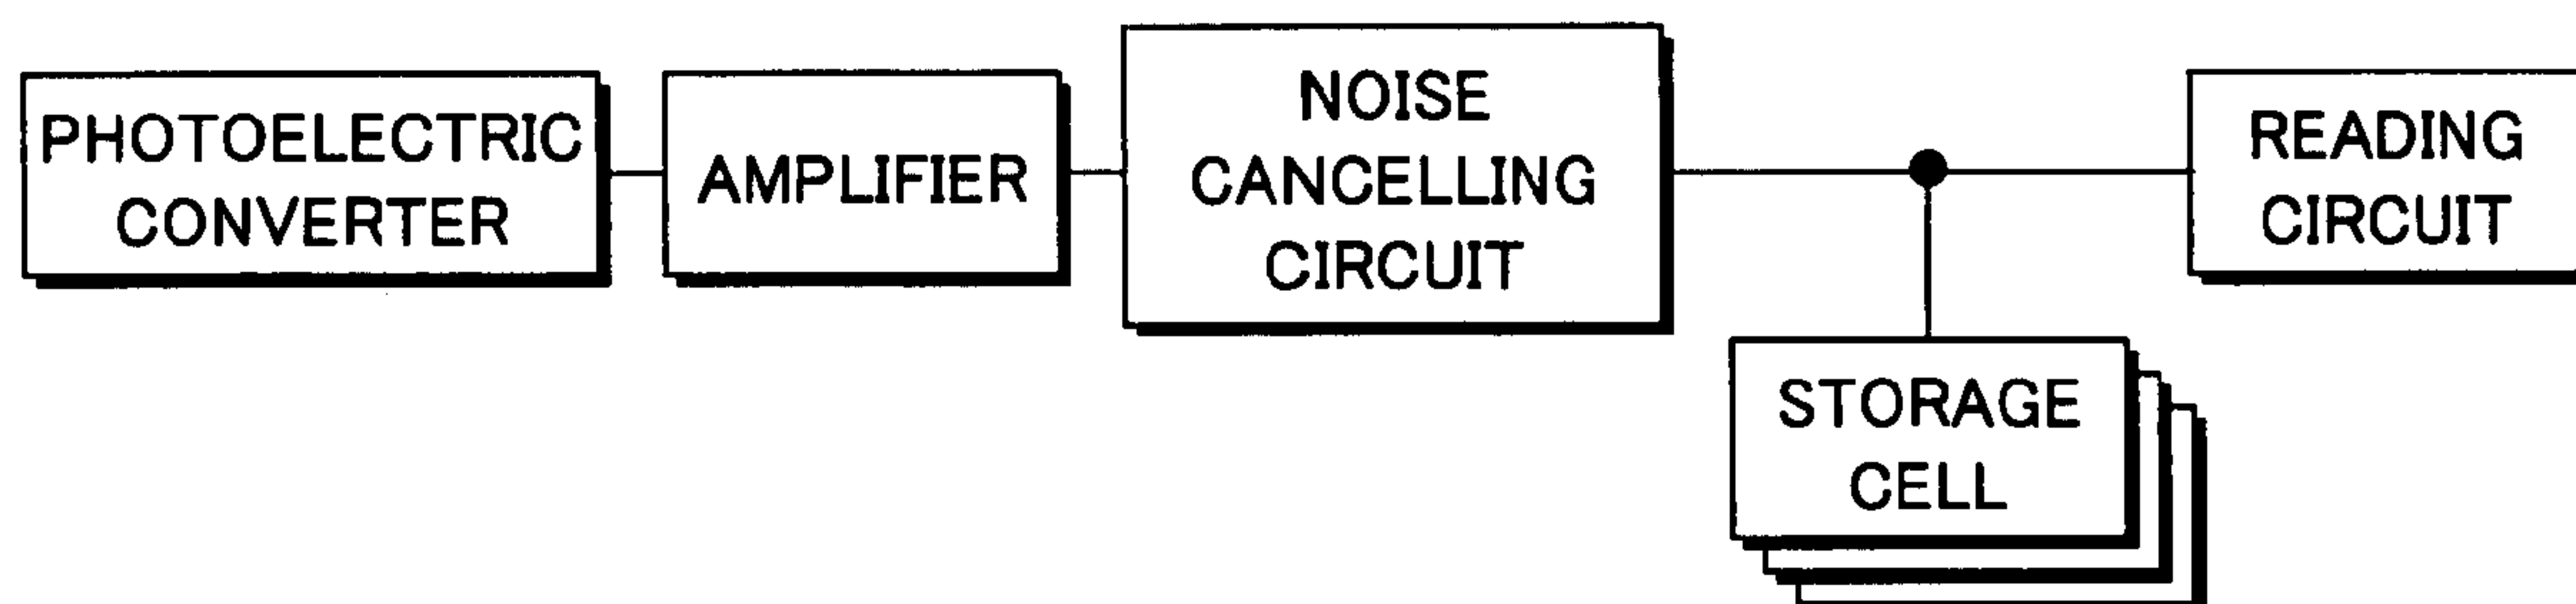 PHOTOELECTRIC
CONVERTER
AMPLIFIER
NOISE
CANCELLING
CIRCUIT
READING
CIRCUIT
STORAGE
CELL